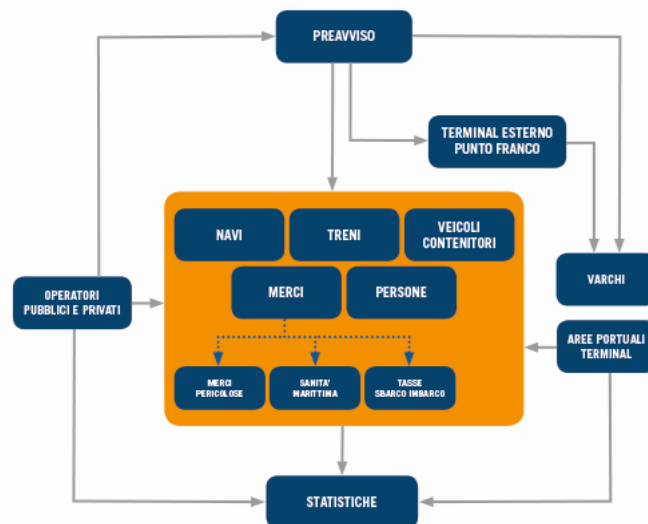 PREAVVISO
TERMINAL ESTERNO
PUNTO FRANCO
NAVI
TRENI
VEICOLI
CONTENITORI
MERCI
PERSONE
VARCHI
OPERATORI
PUBBLICI E PRIVATI
AREE PORTUALI
TERMINAL
MERCI
PERICOLOSE
SANITA'
MARITTIMA
TASSE
SBARCO IMBARCO
STATISTICHE